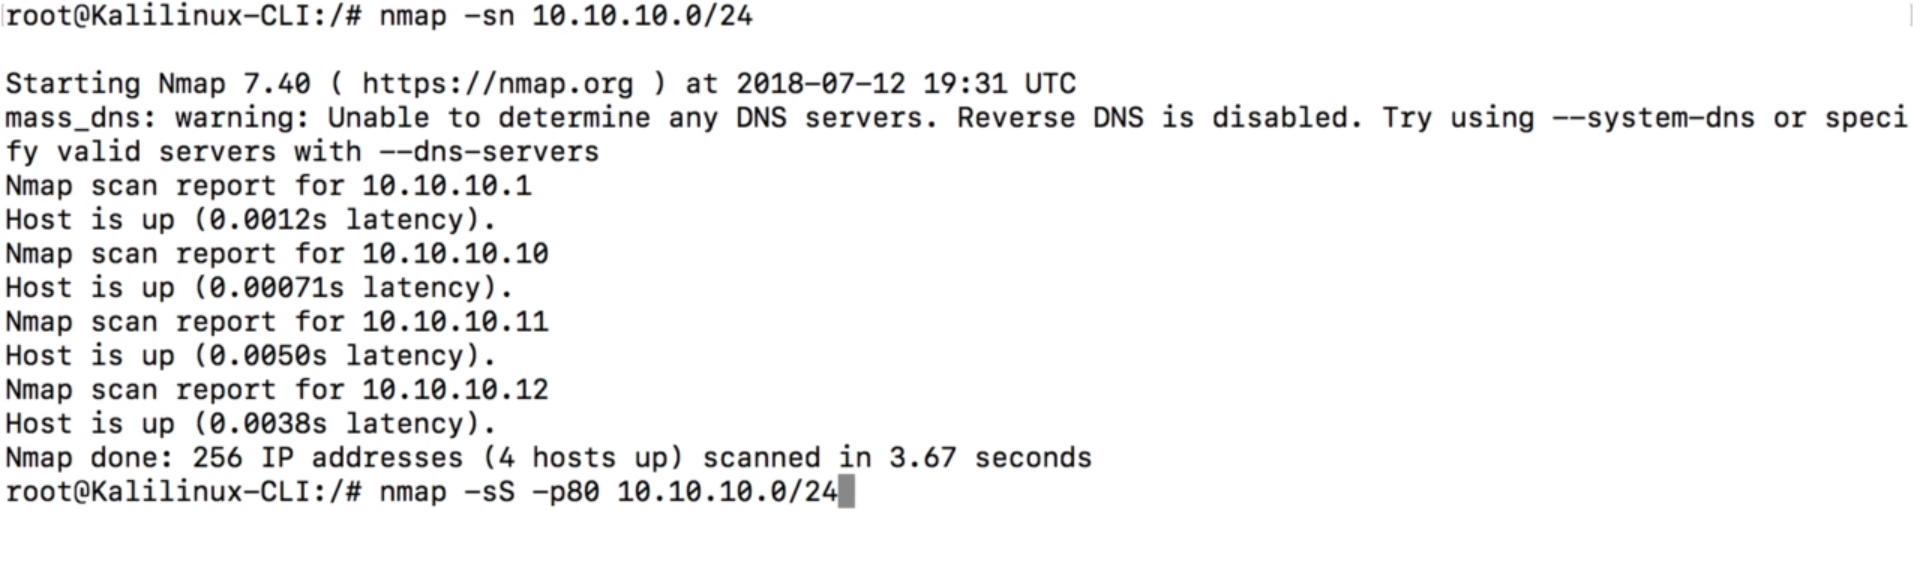 root@Kalilinux-CLI:/# nmap -sn 10.10.10.0/24
Starting Nmap 7.40 ( https://nmap.org ) at 2018-07-12 19:31 UTC
mass_dns: warning: Unable to determine any DNS servers. Reverse DNS is disabled. Try using --system-dns or speci
fy valid servers with --dns-servers
Nmap scan report for 10.10.10.1
Host is up (0.0012s latency).
Nmap scan report for 10.10.10.10
Host is up (0.00071s latency).
Nmap scan report for 10.10.10.11
Host is up (0.0050s latency).
Nmap scan report for 10.10.10.12
Host is up (0.0038s latency).
Nmap done: 256 IP addresses (4 hosts up) scanned in 3.67 seconds
root@Kalilinux-CLI:/# nmap -sS -p80 10.10.10.0/24